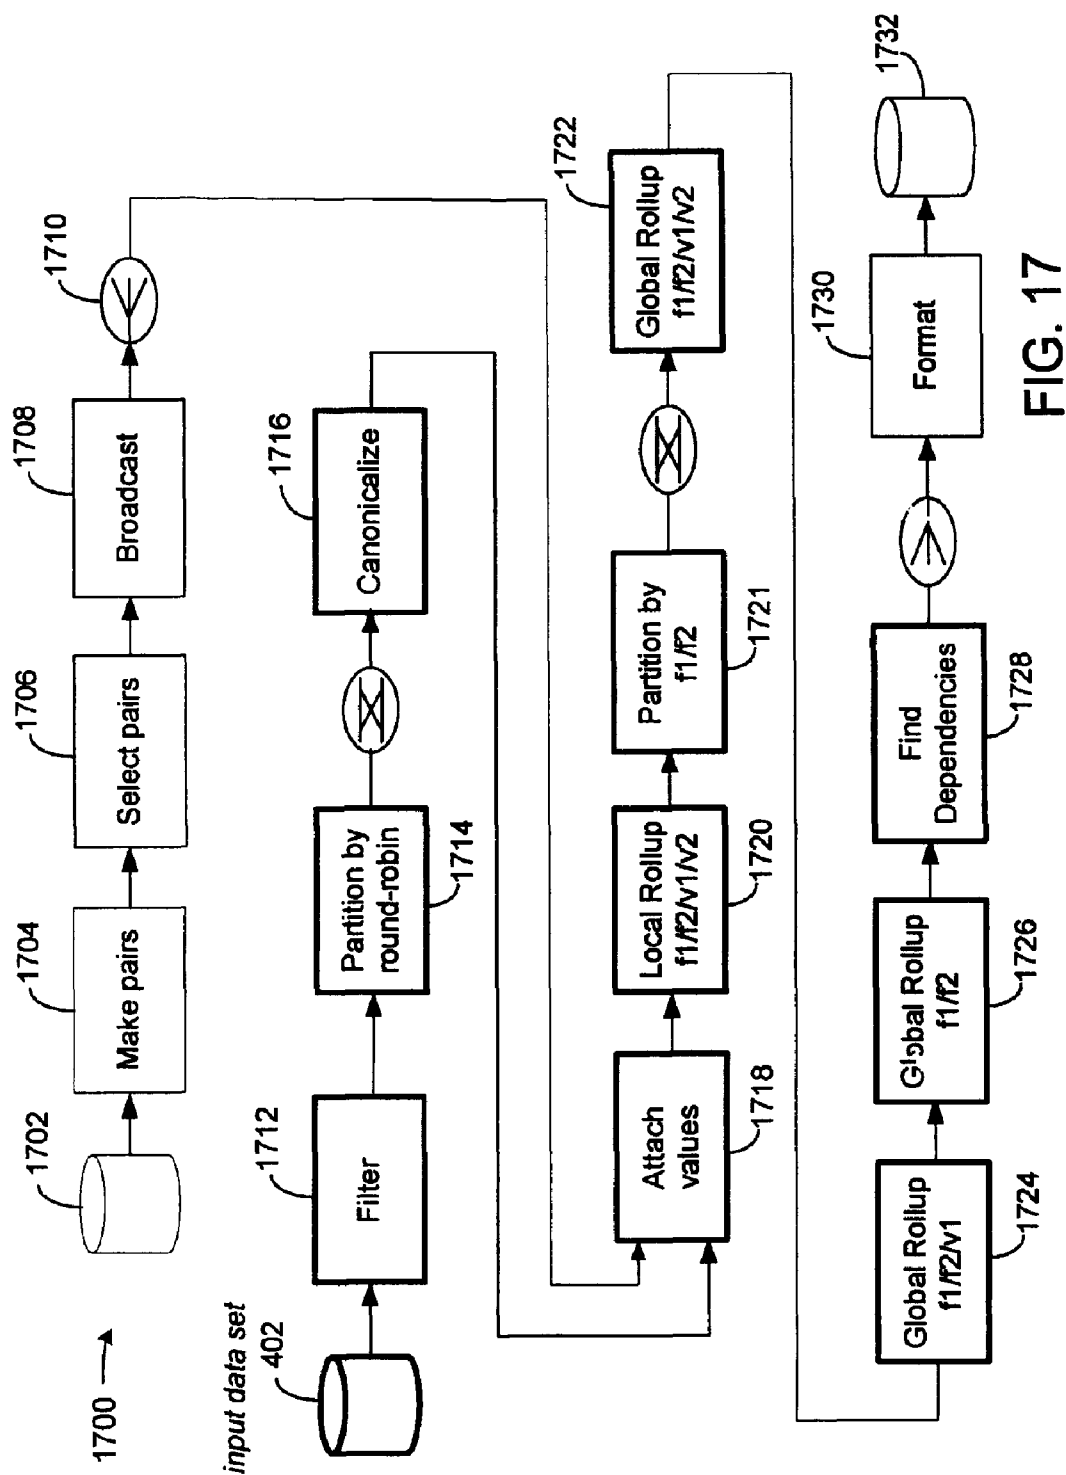 1700
1702
1704
Make pairs
1706
Select pairs
1708
Broadcast
1710
input data set
402
1712
Filter
Partition by
round-robin
1714
1716
Canonicalize
Attach
values
1718
Local Rollup
f1/f2/v1/v2
1720
Partition by
f1/f2
1721
1722
Global Rollup
f1/f2/v1/v2
Global Rollup
f1/f2/v1
1724
Global Rollup
f1/f2
1726
Find
Dependencies
1728
1730
Format
1732
FIG. 17